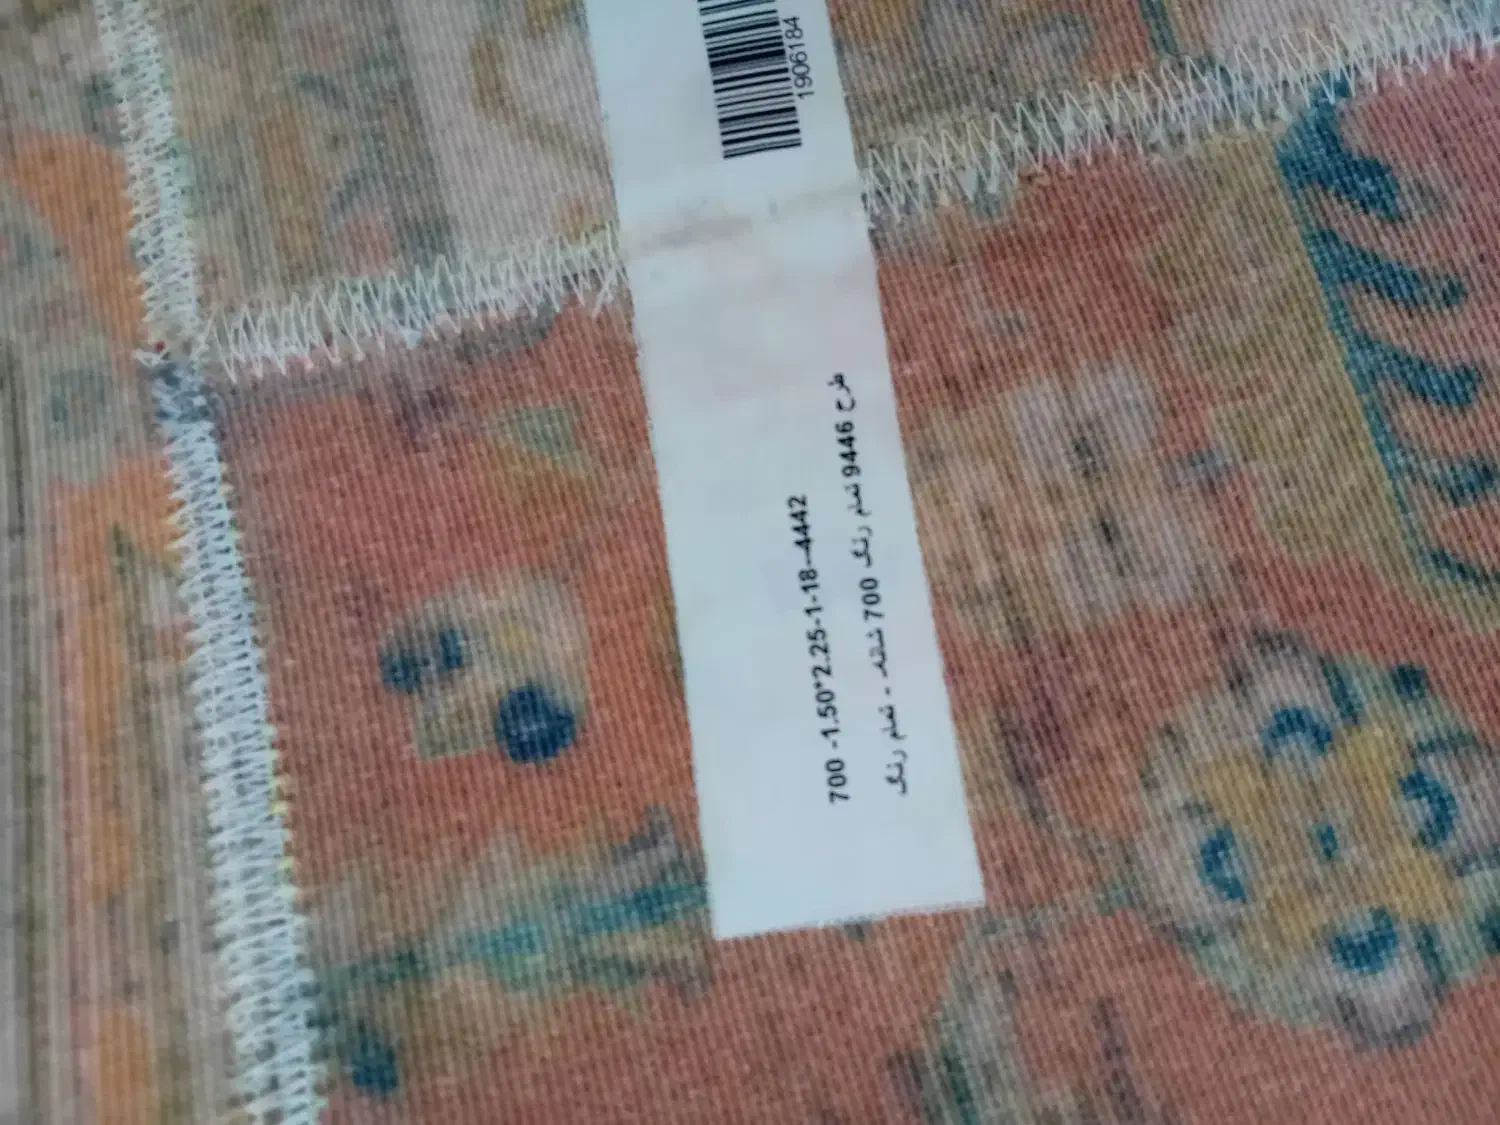 1906184
طرح 9446 تمام رنگ 700 شانه - تمام رنگ
700 -1.50*2.25-1-18-4442